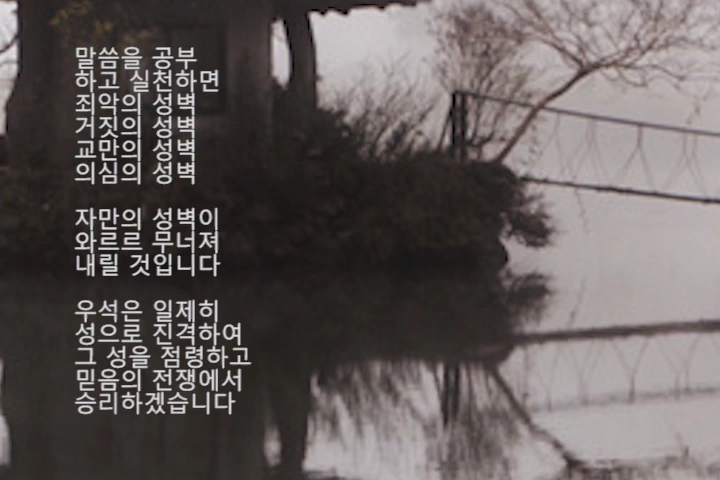 말씀을 공부
하고 실천하면
죄악의 성벽
거짓의 성벽
교만의 성벽
의심의 성벽
자만의 성벽이
와르르 무너져
내릴 것입니다
우석은 일제히
성으로 진격하여
그 성을 점령하고
믿음의 전쟁에서
승리하겠습니다